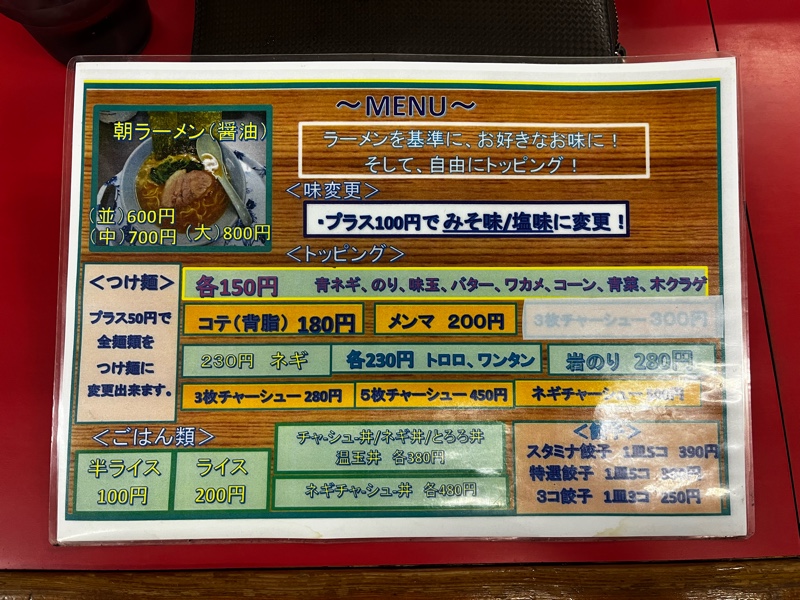 ～MENU～
朝ラーメン（醤油）
（並）600円
（中）700円（大）800円
ラーメンを基準に、お好きなお味に！
そして、自由にトッピング！
＜味変更＞
・プラス100円で みそ味/塩味に変更！
＜トッピング＞
各150円 青ネギ、のり、味玉、バター、ワカメ、コーン、青菜、木クラゲ
コテ（背脂） 180円
メンマ 200円
3枚チャーシュー 300円
230円 ネギ
各230円 トロロ、ワンタン
岩のり 280円
3枚チャーシュー 280円
5枚チャーシュー 450円
ネギチャーシュー
＜つけ麺＞
プラス50円で
全麺類を
つけ麺に
変更出来ます。
＜ごはん類＞
半ライス
100円
ライス
200円
チャーシュー丼/ネギ丼/とろろ丼
温玉丼 各380円
ネギチャーシュー丼 各480円
＜餃子＞
スタミナ餃子 1皿5コ 390円
特選餃子 1皿5コ
3コ餃子 1皿3コ 250円